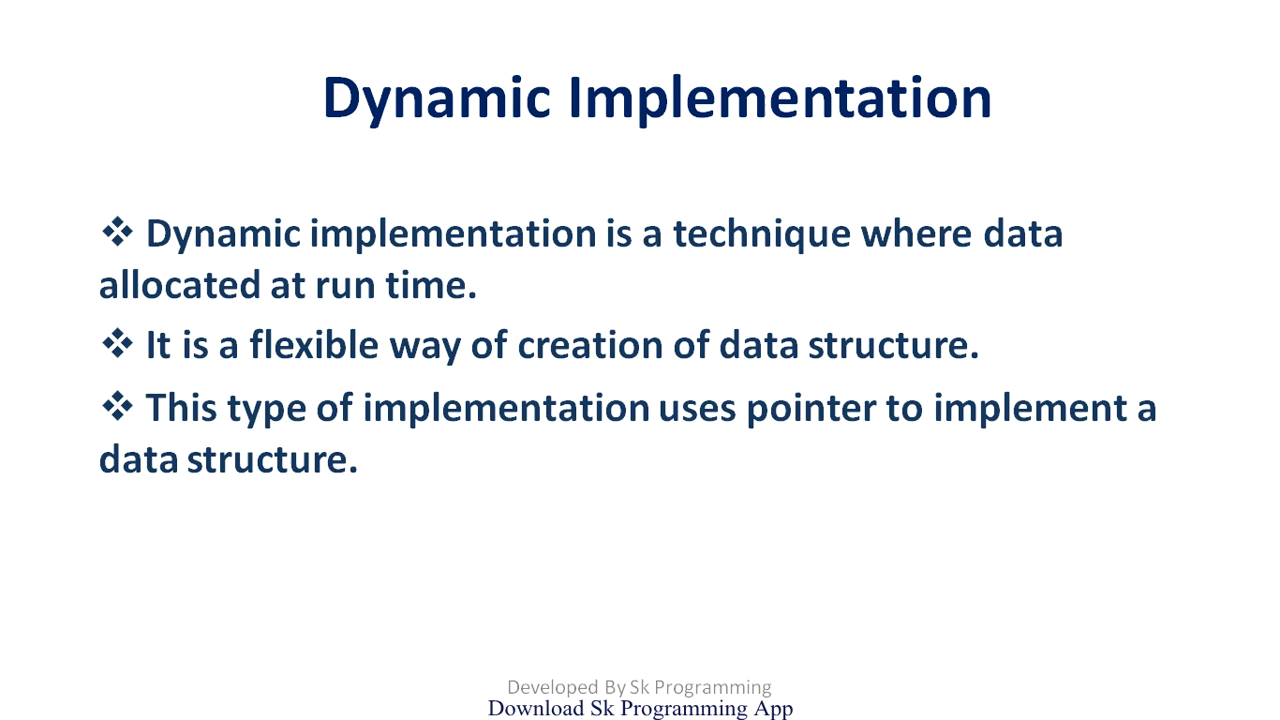 Dynamic Implementation
❖ Dynamic implementation is a technique where data
allocated at run time.
❖ It is a flexible way of creation of data structure.
❖ This type of implementation uses pointer to implement a
data structure.
Developed By Sk Programming
Download Sk Programming App